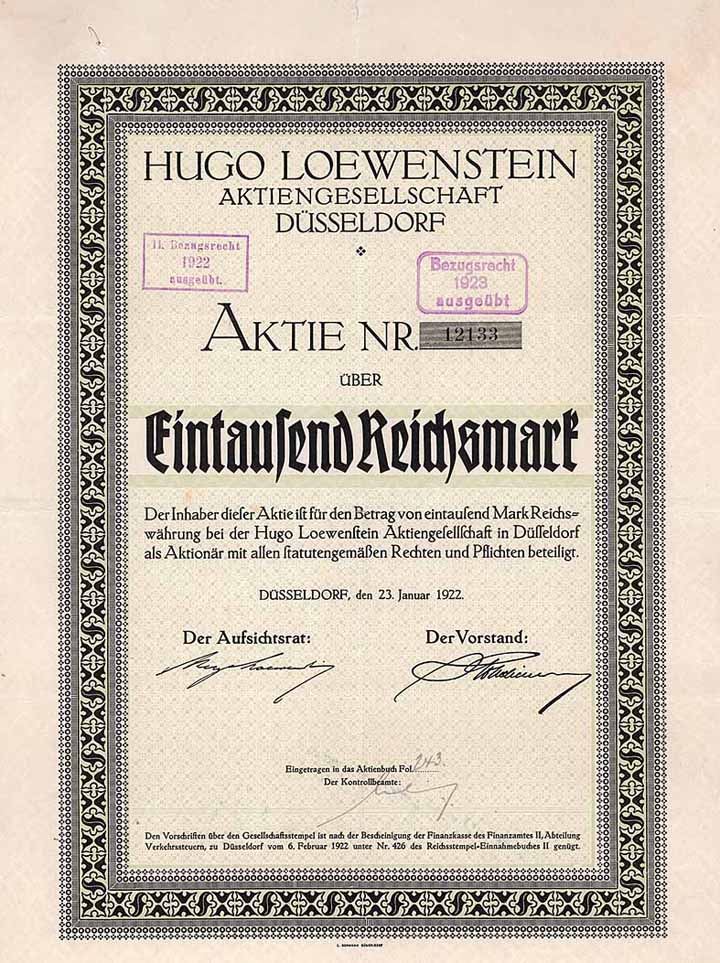 HUGO LOEWENSTEIN
AKTIENGESELLSCHAFT
DÜSSELDORF
II. Bezugsrecht
1922
ausgeübt.
Bezugsrecht
1923
ausgeübt
AKTIE NR. 12133
ÜBER
Eintauſend Reichsmark
Der Inhaber dieſer Aktie iſt für den Betrag von eintauſend Mark Reichs=
währung bei der Hugo Loewenstein Aktiengeſellſchaft in Düſſeldorf
als Aktionär mit allen ſtatutengemäßen Rechten und Pflichten beteiligt.
DÜSSELDORF, den 23. Januar 1922.
Der Aufſichtsrat: Der Vorstand:
Eingetragen in das Aktienbuch Fol. 243.
Der Kontrollbeamte:
Den Vorschriften über den Gesellschaftsstempel ist nach der Bescheinigung der Finanzkasse des Finanzamtes II, Abteilung
Verkehrssteuern, zu Düsseldorf vom 6. Februar 1922 unter Nr. 426 des Reichsstempel-Einnahmebuches II genügt.